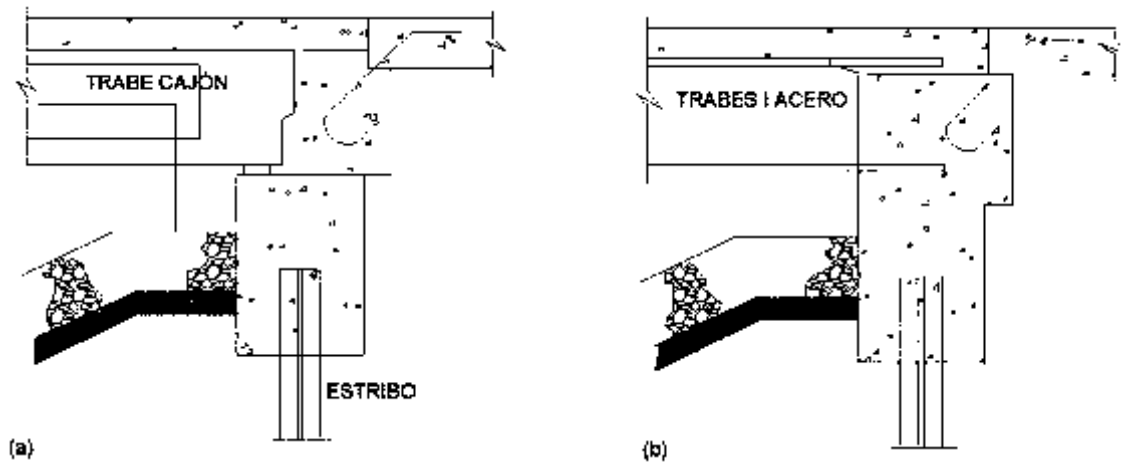 TRABE CAJÓN
ESTRIBO
(a)
TRABES I ACERO
(b)